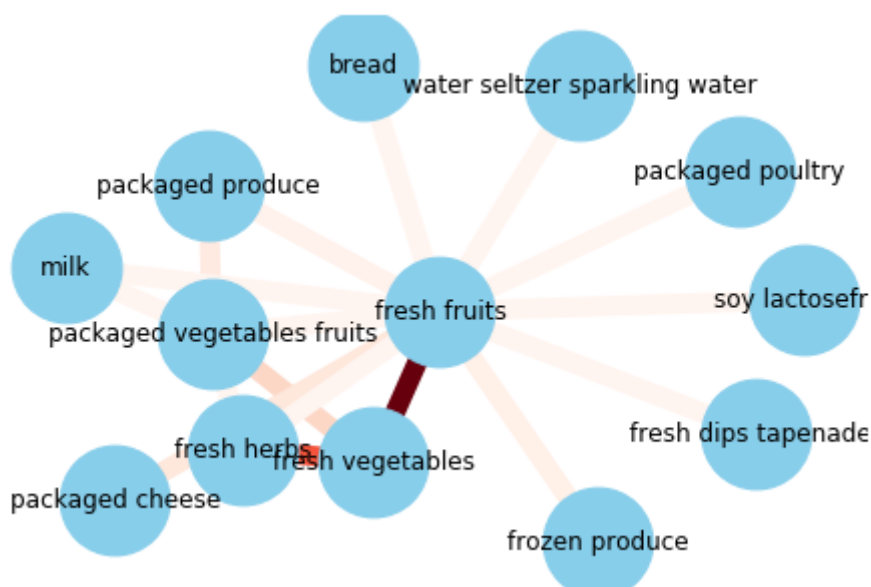 bread
water seltzer sparkling water
packaged produce
packaged poultry
milk
soy lactosefr
fresh fruits
packaged vegetables fruits
fresh dips tapenade
fresh herbs
fresh vegetables
packaged cheese
frozen produce